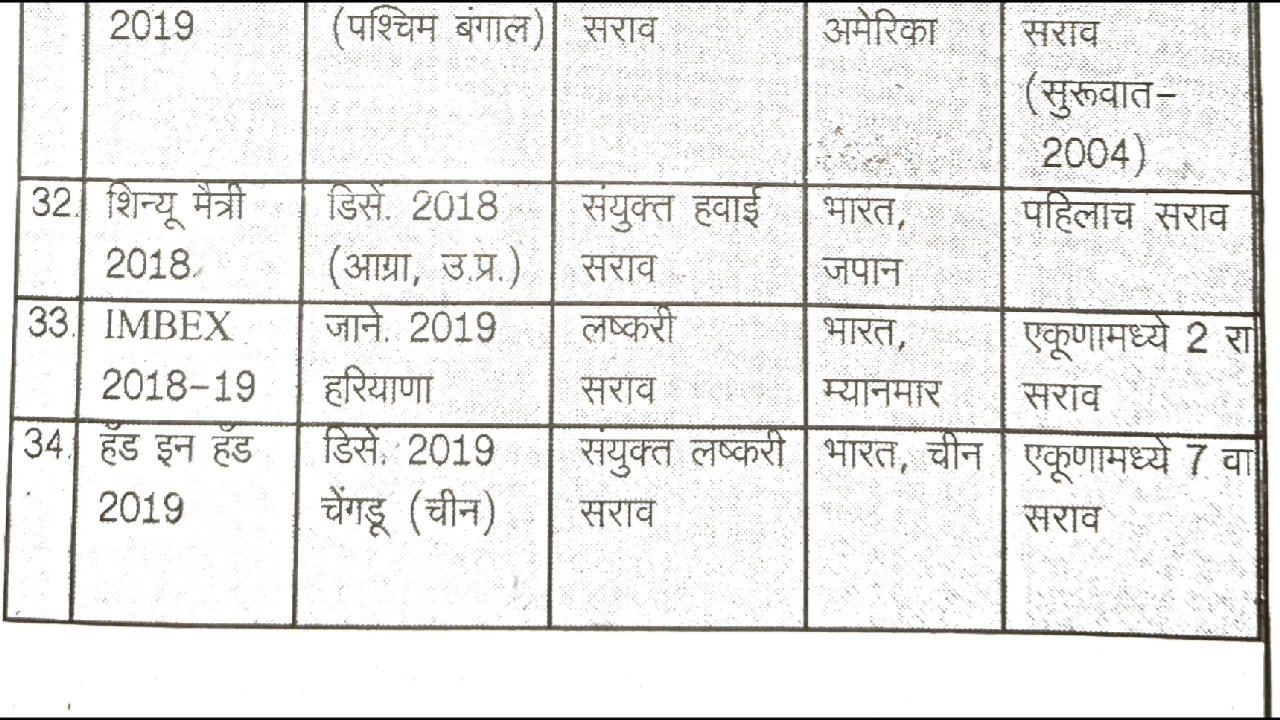 2019 (पश्चिम बंगाल) सराव अमेरिका सराव
(सुरूवात-
2004)
32. शिन्यू मैत्री डिसें. 2018 संयुक्त हवाई भारत, पहिलाच सराव
2018 (आग्रा, उ.प्र.) सराव जपान
33. IMBEX जाने. 2019 लष्करी भारत, एकूणामध्ये 2 रा
2018-19 हरियाणा सराव म्यानमार सराव
34. हँड इन हँड डिसें. 2019 संयुक्त लष्करी भारत, चीन एकूणामध्ये 7 वा
2019 चेंगडू (चीन) सराव सराव